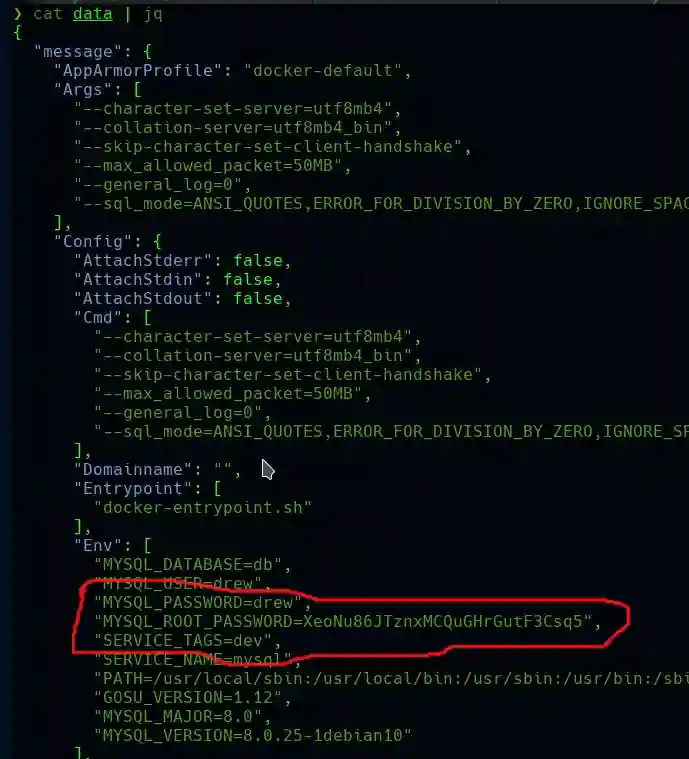 ❯ cat data | jq
{
"message": {
"AppArmorProfile": "docker-default",
"Args": [
"--character-set-server=utf8mb4",
"--collation-server=utf8mb4_bin",
"--skip-character-set-client-handshake",
"--max_allowed_packet=50MB",
"--general_log=0",
"--sql_mode=ANSI_QUOTES,ERROR_FOR_DIVISION_BY_ZERO,IGNORE_SPAC
],
"Config": {
"AttachStderr": false,
"AttachStdin": false,
"AttachStdout": false,
"Cmd": [
"--character-set-server=utf8mb4",
"--collation-server=utf8mb4_bin",
"--skip-character-set-client-handshake",
"--max_allowed_packet=50MB",
"--general_log=0",
"--sql_mode=ANSI_QUOTES,ERROR_FOR_DIVISION_BY_ZERO,IGNORE_SP
],
"Domainname": "",
"Entrypoint": [
"docker-entrypoint.sh"
],
"Env": [
"MYSQL_DATABASE=db",
"MYSQL_USER=drew",
"MYSQL_PASSWORD=drew",
"MYSQL_ROOT_PASSWORD=XeoNu86JTznxMCQuGHrGutF3Csq5",
"SERVICE_TAGS=dev",
"SERVICE_NAME=mysql",
"PATH=/usr/local/sbin:/usr/local/bin:/usr/sbin:/usr/bin:/sbi
"GOSU_VERSION=1.12",
"MYSQL_MAJOR=8.0",
"MYSQL_VERSION=8.0.25-1debian10"
],